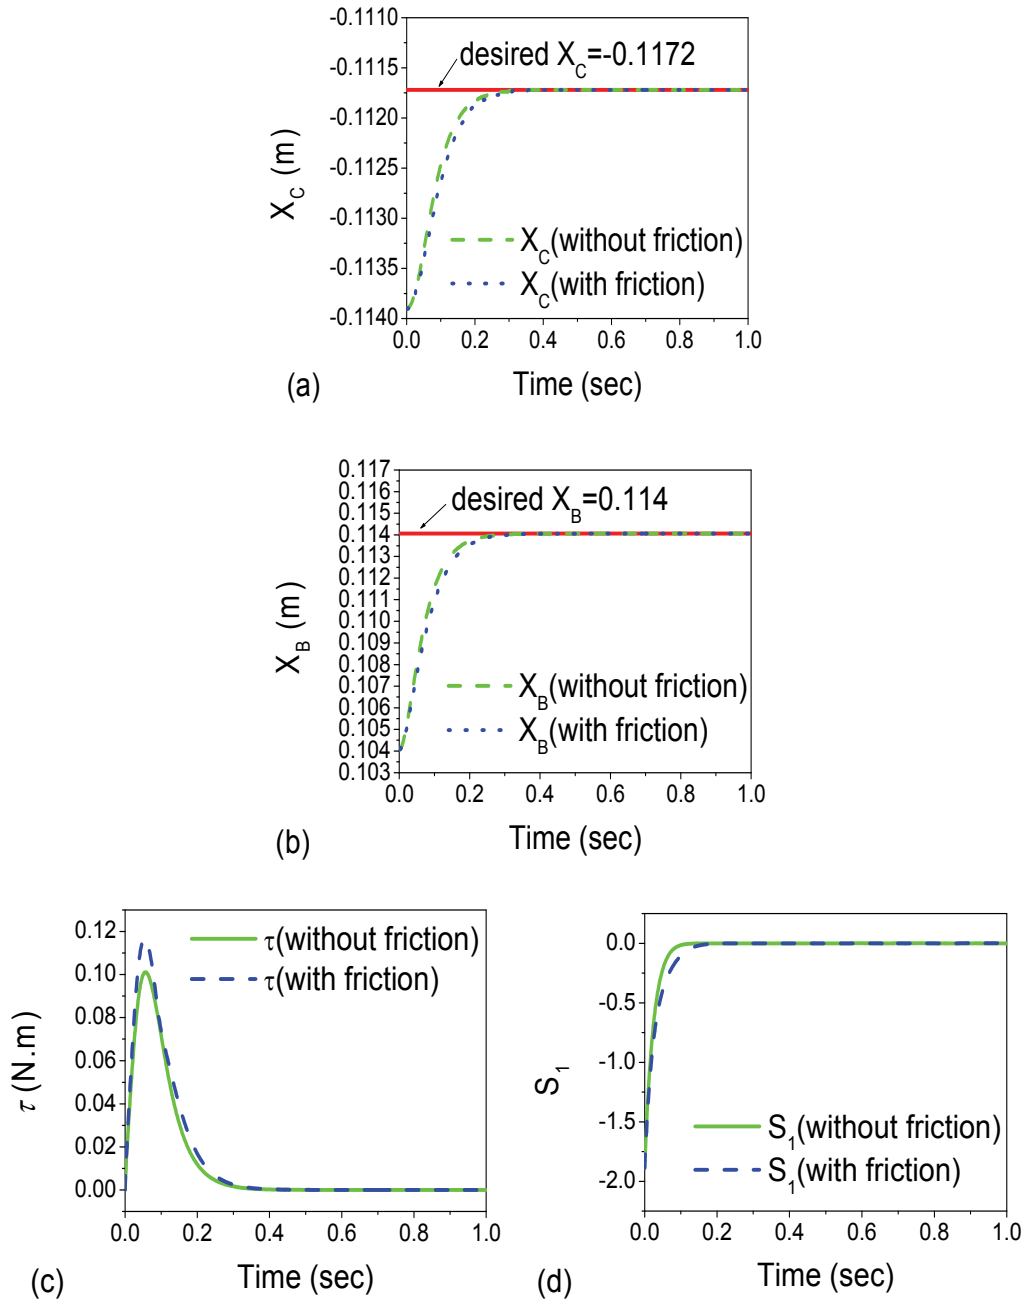 -0.1110
desired X_C=-0.1172
-0.1115
-0.1120
-0.1125
-0.1130
-0.1135
-0.1140
X_C (m)
X_C(without friction)
X_C(with friction)
0.0 0.2 0.4 0.6 0.8 1.0
Time (sec)
(a)
0.117
0.116
desired X_B=0.114
0.115
0.114
0.113
0.114
0.111
0.110
0.109
0.108
0.107
0.106
0.105
0.104
0.103
X_B (m)
X_B(without friction)
X_B(with friction)
0.0 0.2 0.4 0.6 0.8 1.0
Time (sec)
(b)
0.12
0.10
0.08
0.06
0.04
0.02
0.00
τ (N.m)
τ(without friction)
τ(with friction)
0.0 0.2 0.4 0.6 0.8 1.0
Time (sec)
(c)
0.0
-0.5
-1.0
-1.5
-2.0
S_1
S_1(without friction)
S_1(with friction)
0.0 0.2 0.4 0.6 0.8 1.0
Time (sec)
(d)